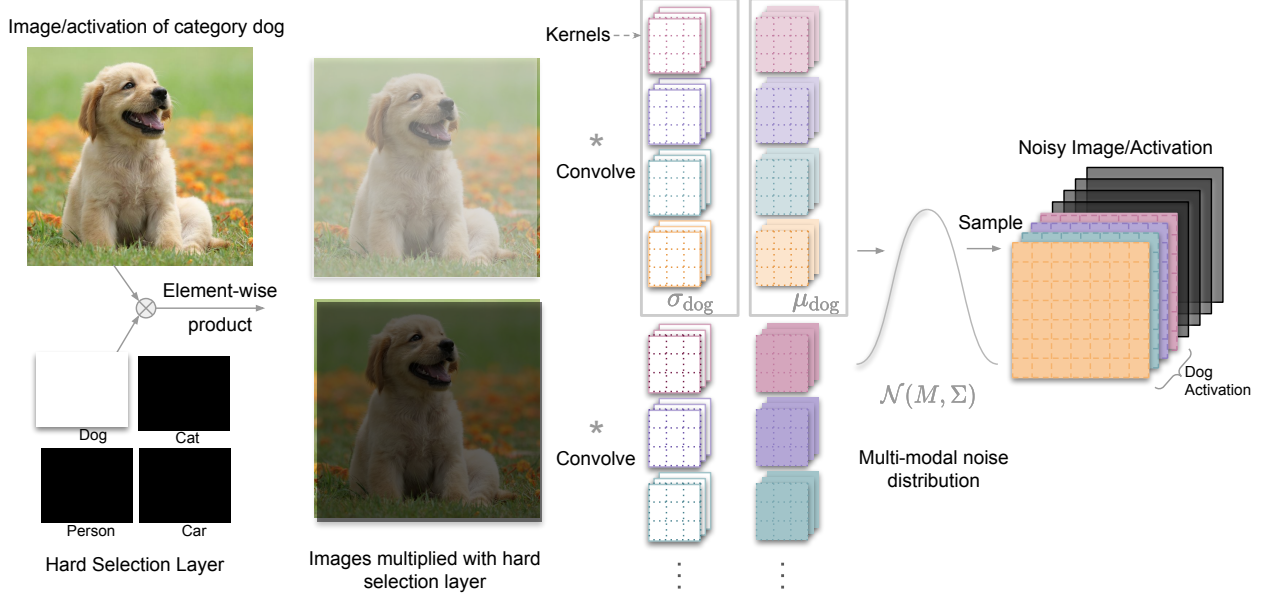 Image/activation of category dog
Element-wise
product
Dog
Cat
Person
Car
Hard Selection Layer
Images multiplied with hard
selection layer
Kernels
*
Convolve
*
Convolve
σ_dog
μ_dog
⋮
⋮
𝒩(M, Σ)
Multi-modal noise
distribution
Sample
Noisy Image/Activation
Dog
Activation